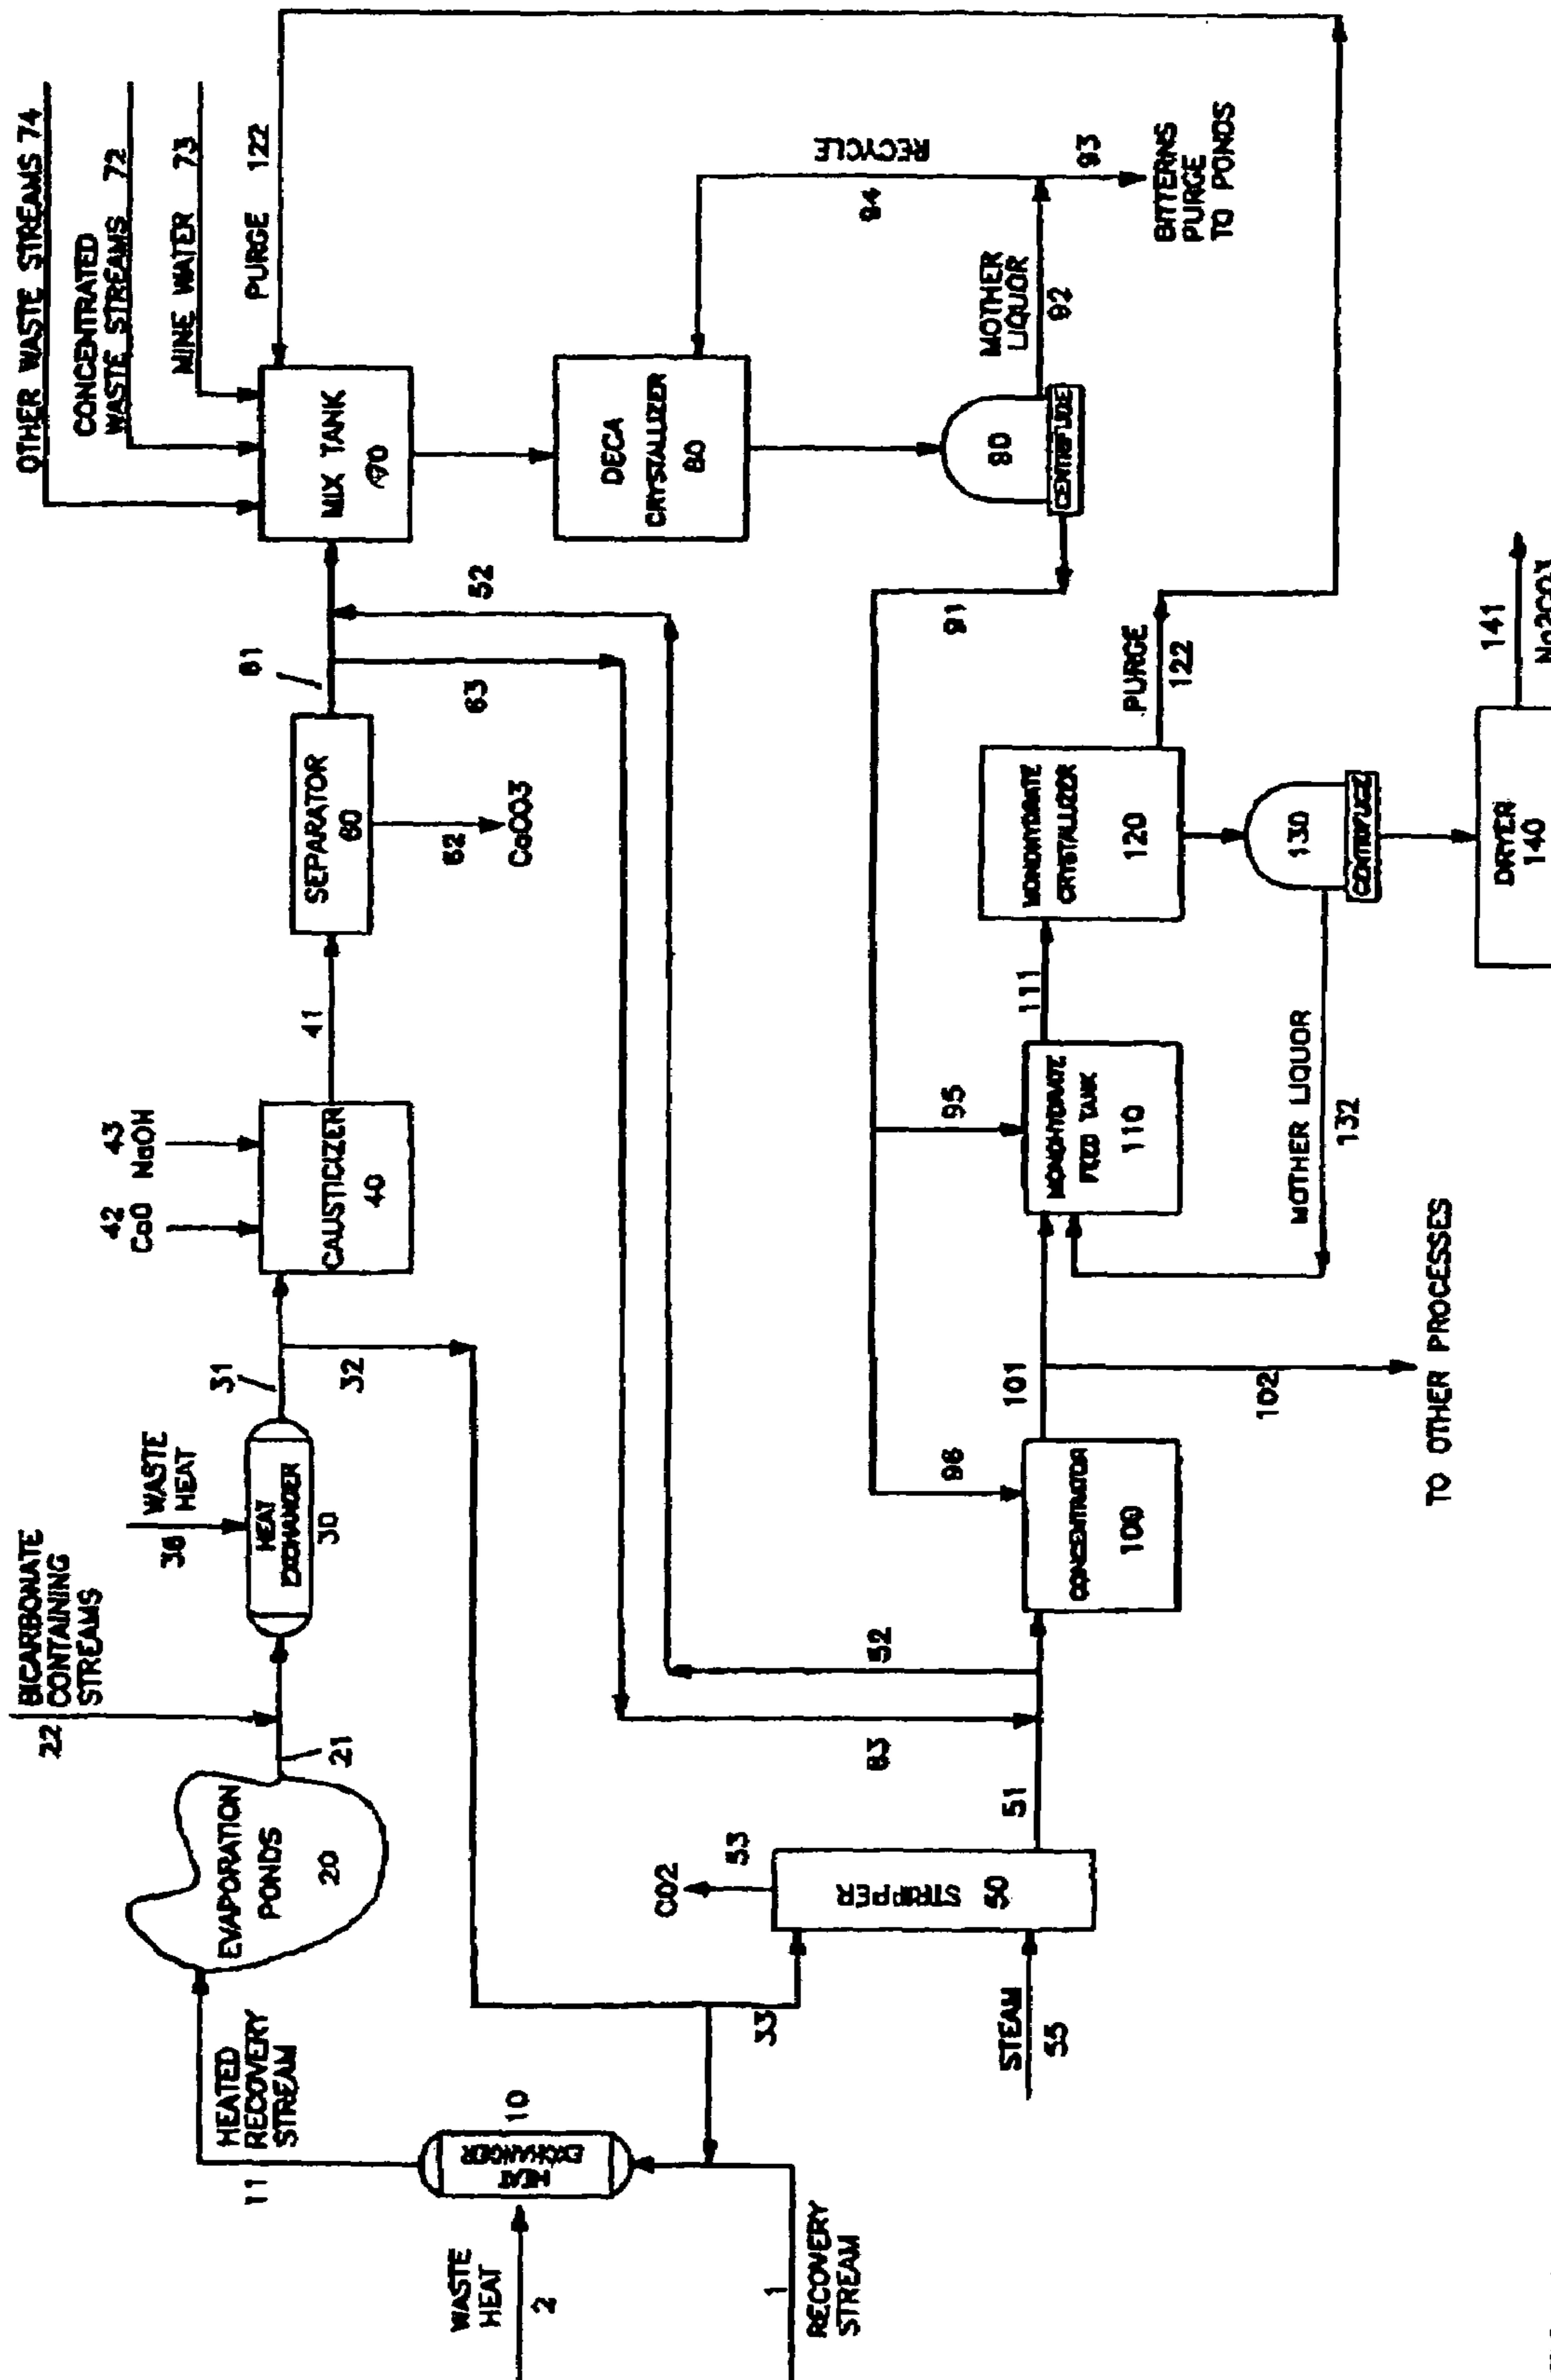 WASTE
HEAT
2
1
RECOVERY
STREAM
HEAT
EXCHANGER
10
11
HEATED
RECOVERY
STREAM
EVAPORATION
PONDS
20
21
22
BICARBONATE
CONTAINING
STREAMS
WASTE
HEAT
36
HEAT
EXCHANGER
30
31
32
33
42
CaO
43
NaOH
CAUSTICIZER
40
41
SEPARATOR
60
61
62
CaCO3
63
52
OTHER WASTE STREAMS 74
CONCENTRATED
WASTE STREAMS 72
MINE WATER 73
PURGE 122
MIX TANK
70
DECA
CRYSTALLIZER
80
RECYCLE
94
CENTRIFUGE
90
MOTHER
LIQUOR
92
93
BITTERNS
PURGE
TO PONDS
91
STEAM
55
STRIPPER
50
CO2
53
51
63
52
CONCENTRATOR
100
96
101
102
TO OTHER PROCESSES
95
MONOHYDRATE
FEED TANK
110
111
MONOHYDRATE
CRYSTALLIZER
120
PURGE
122
130
CENTRIFUGE
MOTHER LIQUOR
132
DRYER
140
141
Na2CO3